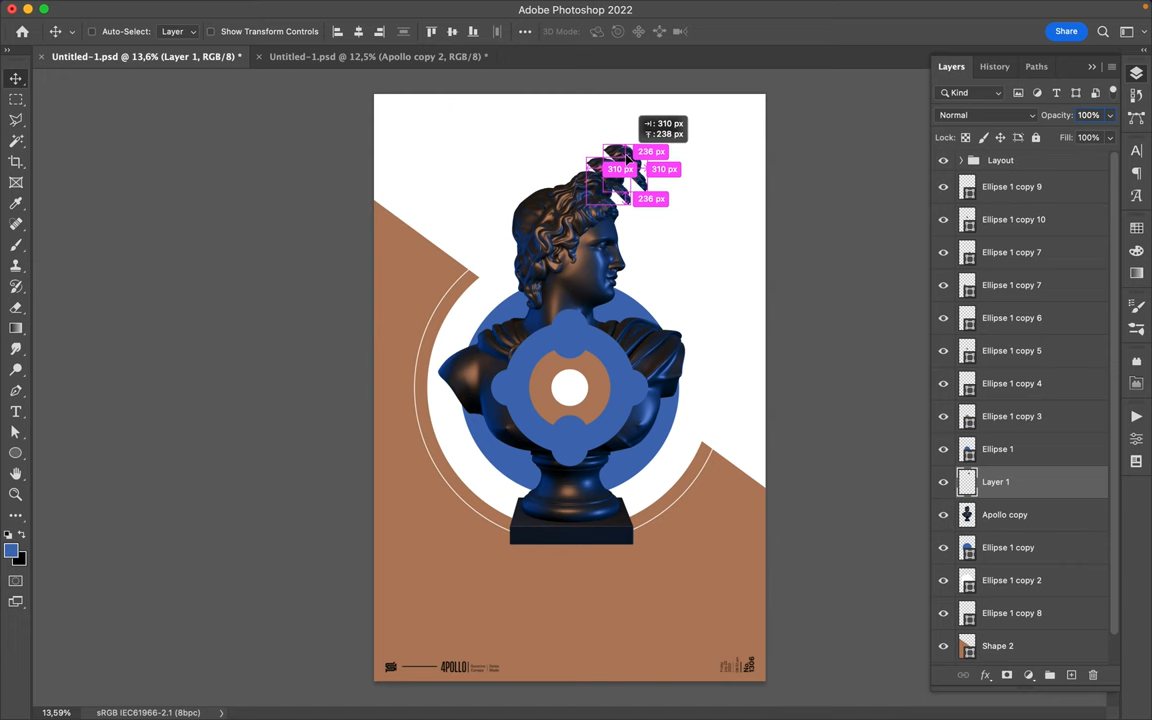 Adobe Photoshop 2022
Auto-Select: Layer Show Transform Controls 3D Mode: Share
Untitled-1.psd @ 13,6% (Layer 1, RGB/8) *
Untitled-1.psd @ 12,5% (Apollo copy 2, RGB/8) *
Layers History Paths
Kind
Normal Opacity: 100%
Lock: Fill: 100%
Layout
Ellipse 1 copy 9
Ellipse 1 copy 10
Ellipse 1 copy 7
Ellipse 1 copy 7
Ellipse 1 copy 6
Ellipse 1 copy 5
Ellipse 1 copy 4
Ellipse 1 copy 3
Ellipse 1
Layer 1
Apollo copy
Ellipse 1 copy
Ellipse 1 copy 2
Ellipse 1 copy 8
Shape 2
: 310 px
: 238 px
236 px
310 px 310 px
236 px
4POLLO
No. 1306
13,59% sRGB IEC61966-2.1 (8bpc)